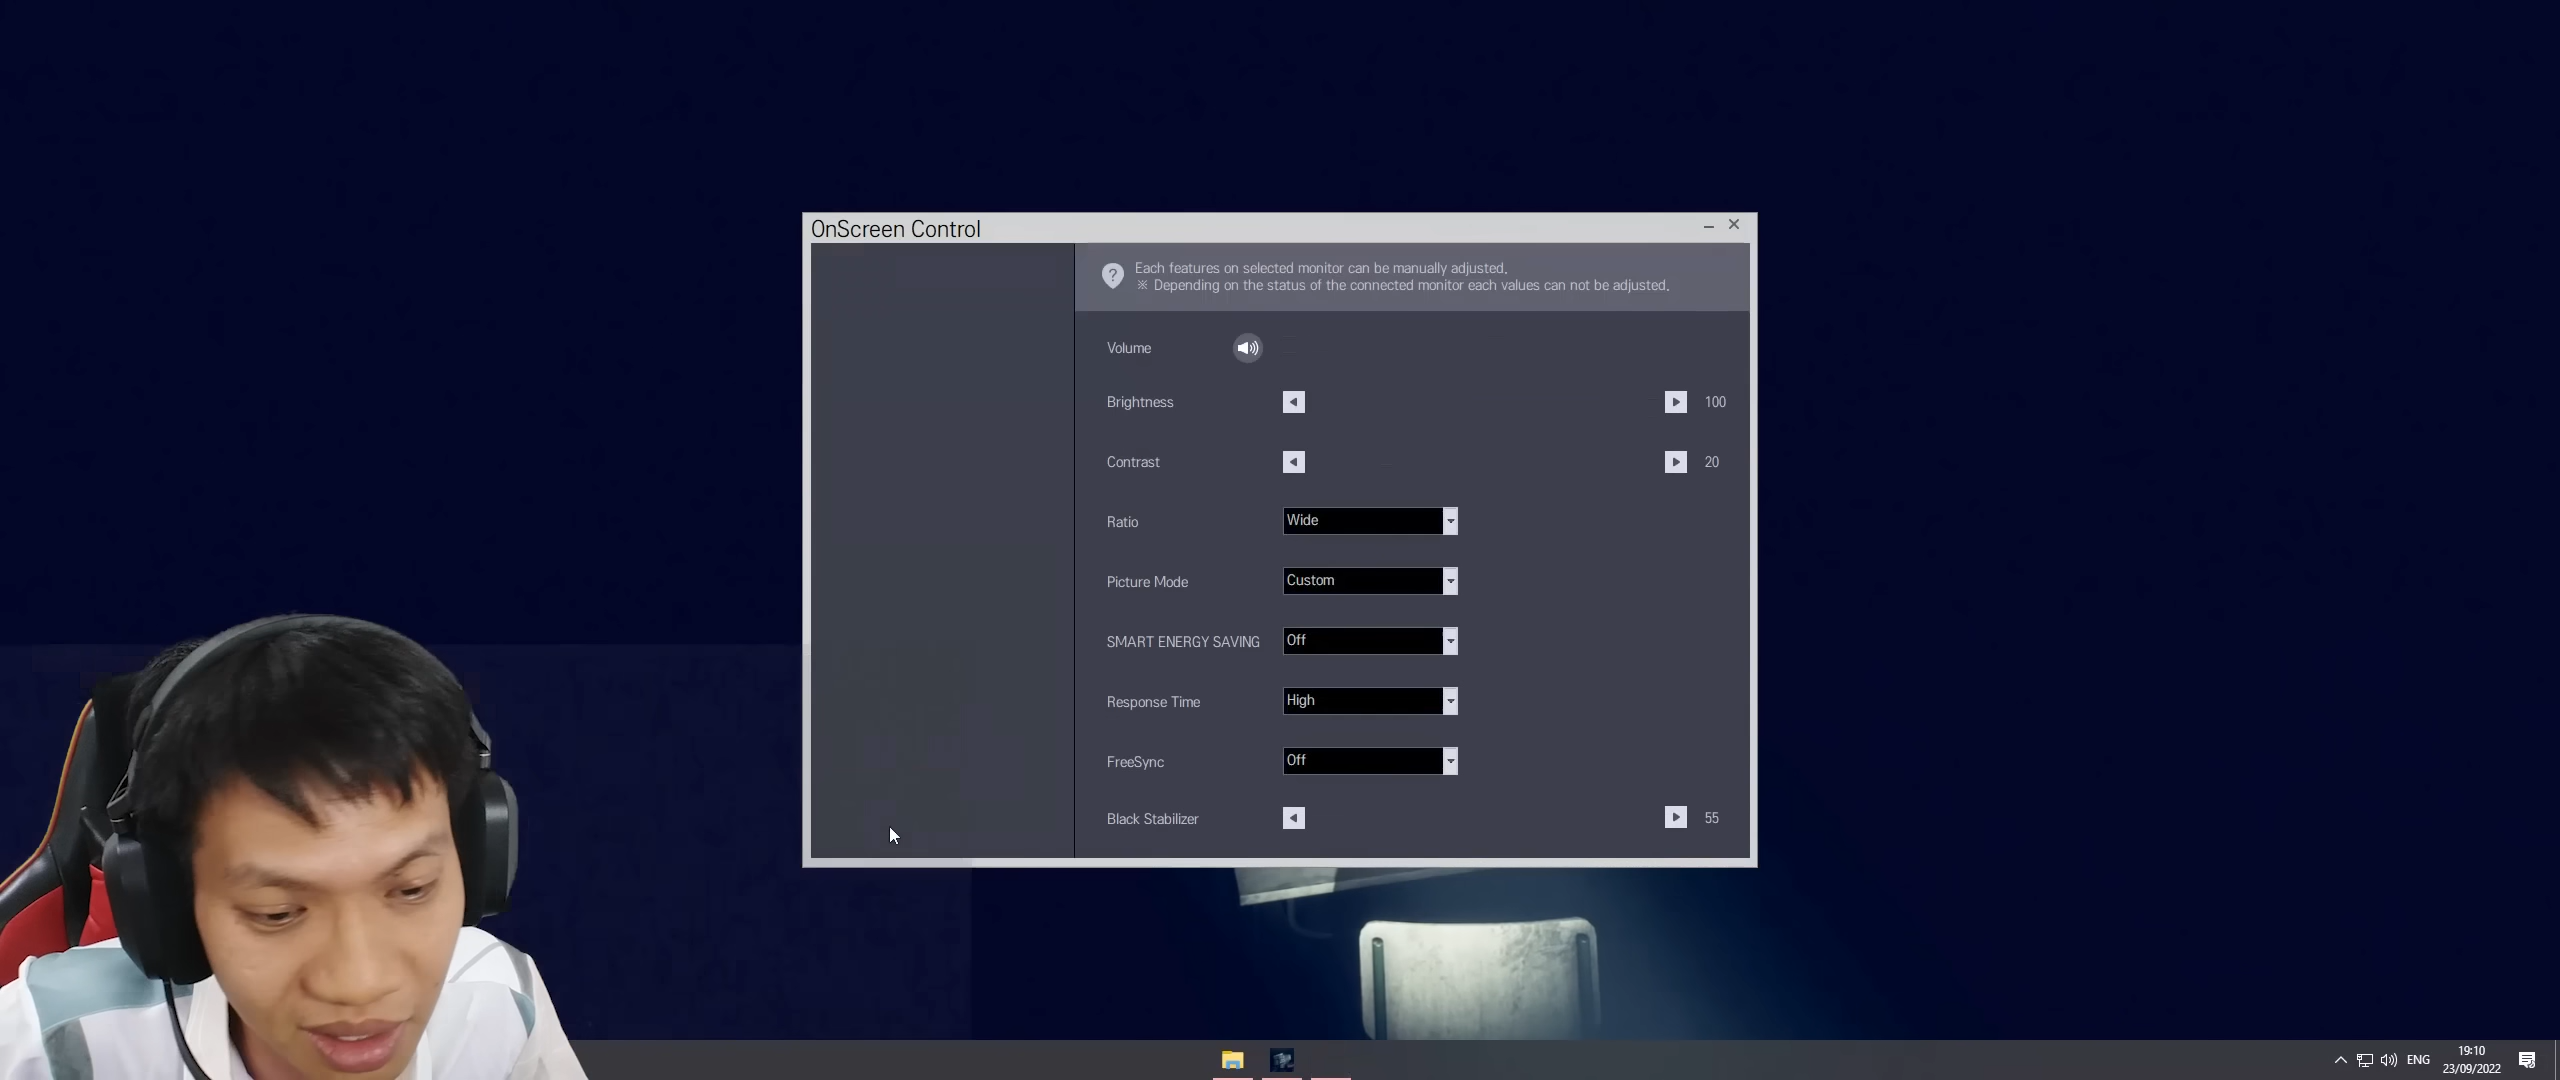 OnScreen Control
Each features on selected monitor can be manually adjusted.
※ Depending on the status of the connected monitor each values can not be adjusted.
Volume
Brightness 100
Contrast 20
Ratio Wide
Picture Mode Custom
SMART ENERGY SAVING Off
Response Time High
FreeSync Off
Black Stabilizer 55
ENG
19:10
23/09/2022